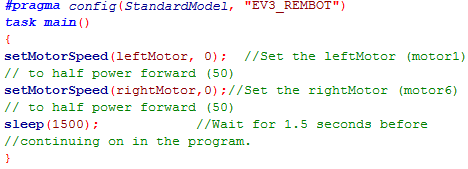 #pragma config(StandardModel, "EV3_REMBOT")
task main()
{
setMotorSpeed(leftMotor, 0);  //Set the leftMotor (motor1)
// to half power forward (50)
setMotorSpeed(rightMotor,0);//Set the rightMotor (motor6)
// to half power forward (50)
sleep(1500);            //Wait for 1.5 seconds before
//continuing on in the program.
}